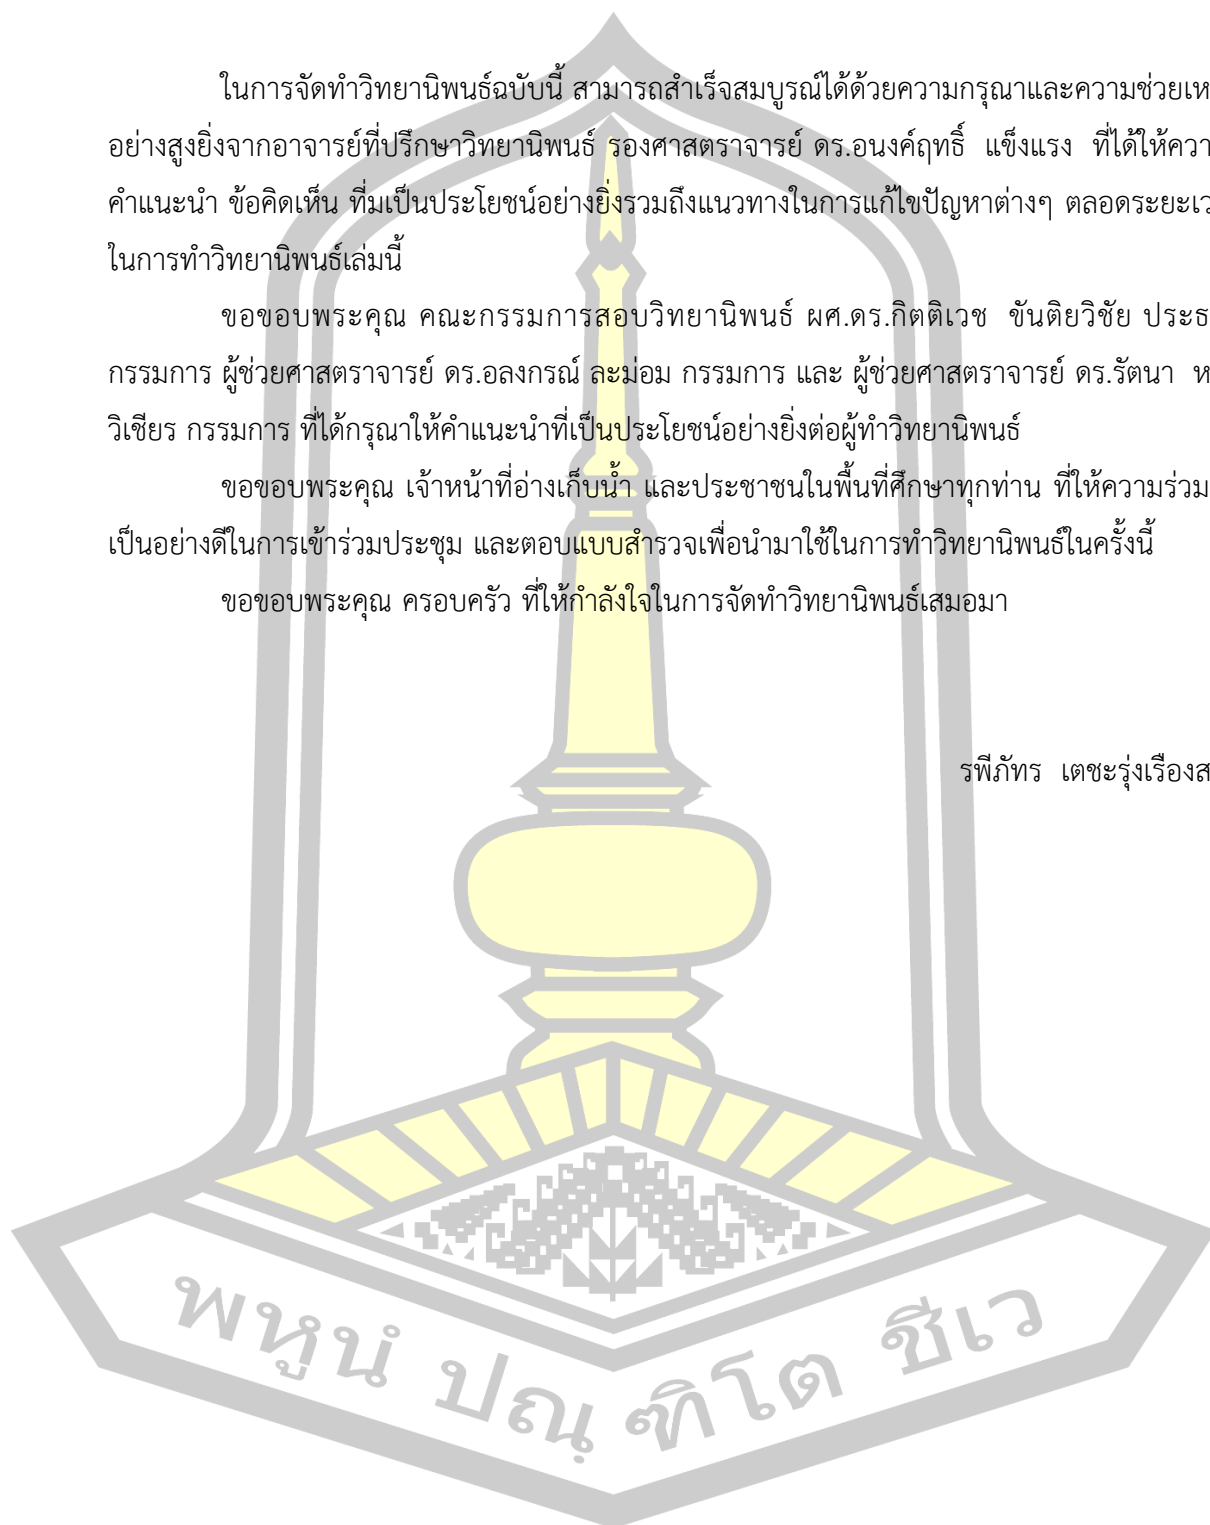 ในการจัดทำวิทยานิพนธ์ฉบับนี้ สามารถสำเร็จสมบูรณ์ได้ด้วยความกรุณาและความช่วยเห
อย่างสูงยิ่งจากอาจารย์ที่ปรึกษาวิทยานิพนธ์ รองศาสตราจารย์ ดร.อนงค์ฤทธิ์ แข็งแรง ที่ได้ให้ควา
คำแนะนำ ข้อคิดเห็น ที่มเป็นประโยชน์อย่างยิ่งรวมถึงแนวทางในการแก้ไขปัญหาต่างๆ ตลอดระยะเว
ในการทำวิทยานิพนธ์เล่มนี้
ขอขอบพระคุณ คณะกรรมการสอบวิทยานิพนธ์ ผศ.ดร.กิตติเวช ขันติยวิชัย ประธ
กรรมการ ผู้ช่วยศาสตราจารย์ ดร.อลงกรณ์ ละม่อม กรรมการ และ ผู้ช่วยศาสตราจารย์ ดร.รัตนา ห
วิเชียร กรรมการ ที่ได้กรุณาให้คำแนะนำที่เป็นประโยชน์อย่างยิ่งต่อผู้ทำวิทยานิพนธ์
ขอขอบพระคุณ เจ้าหน้าที่อ่างเก็บน้ำ และประชาชนในพื้นที่ศึกษาทุกท่าน ที่ให้ความร่วม
เป็นอย่างดีในการเข้าร่วมประชุม และตอบแบบสำรวจเพื่อนำมาใช้ในการทำวิทยานิพนธ์ในครั้งนี้
ขอขอบพระคุณ ครอบครัว ที่ให้กำลังใจในการจัดทำวิทยานิพนธ์เสมอมา
รพีภัทร เตชะรุ่งเรืองส
พหูนํ ปณฺฑิโต ชีเว